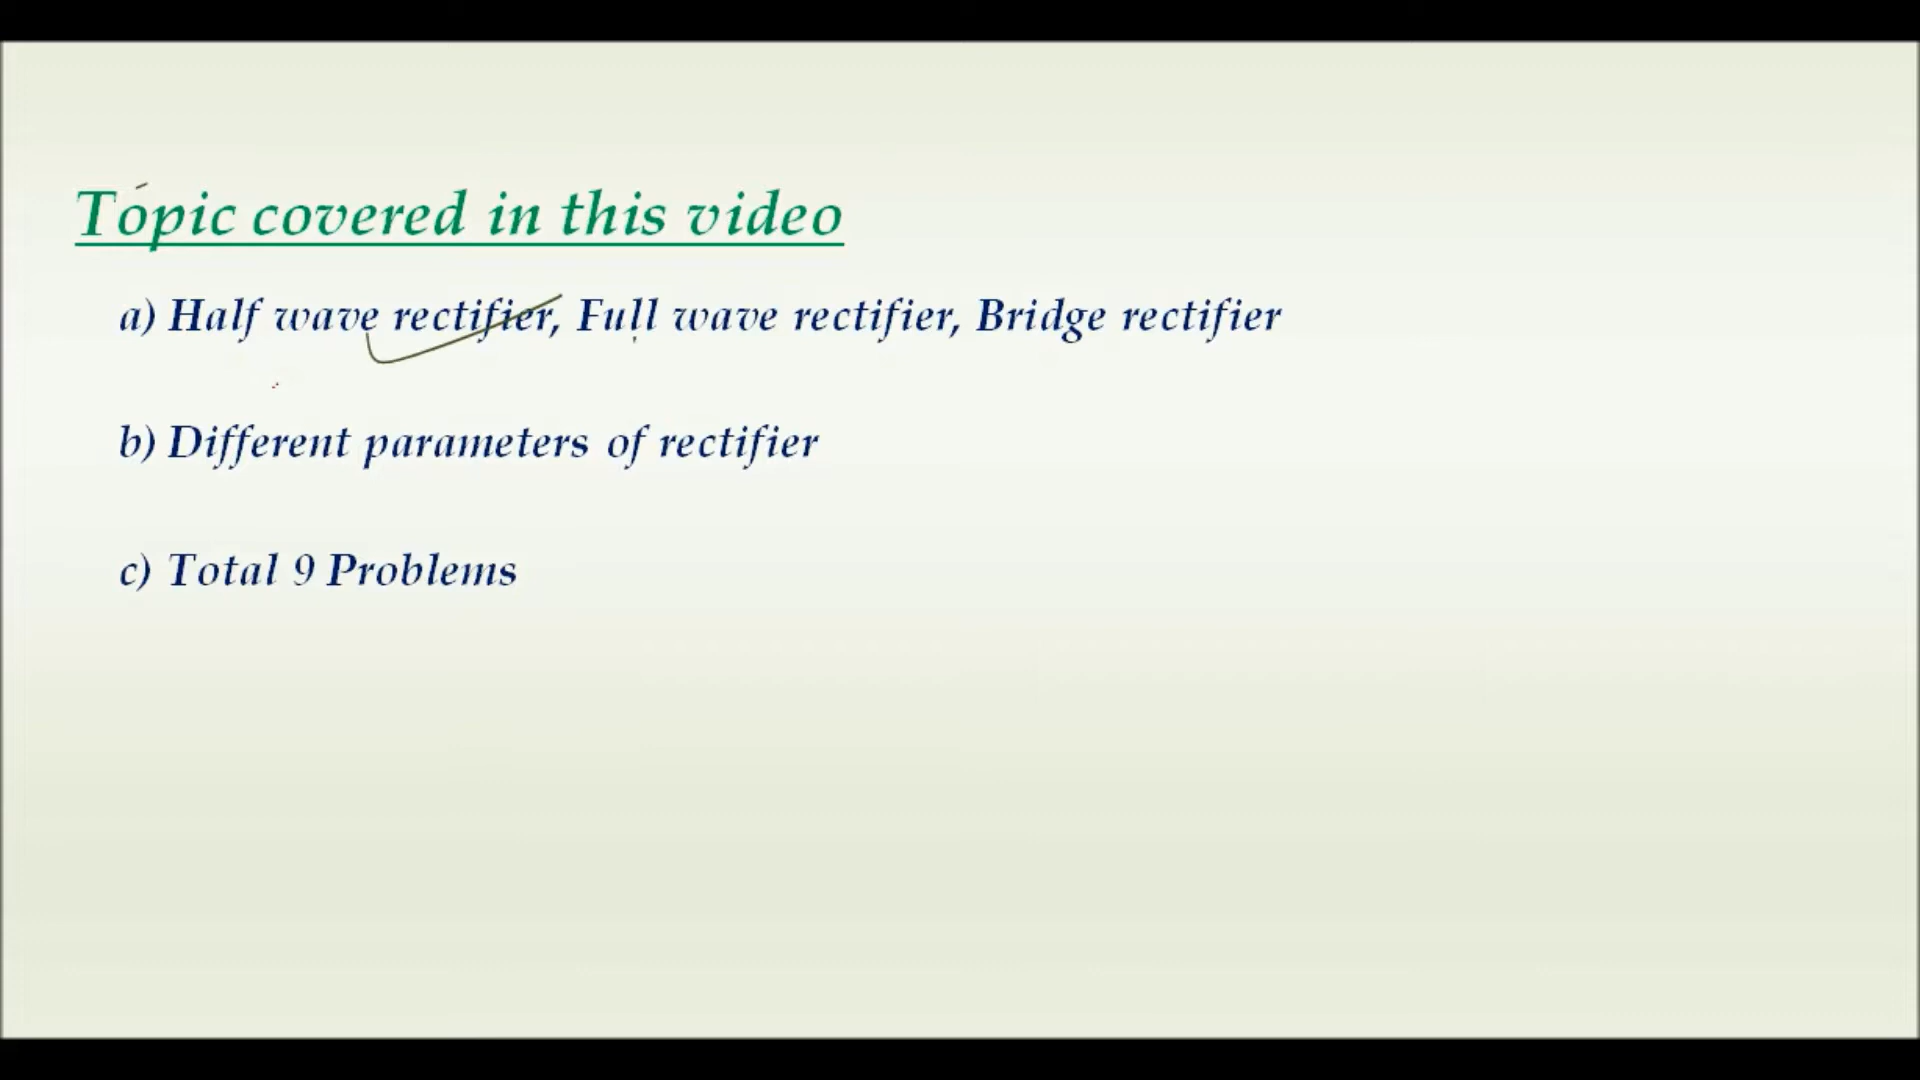 Topic covered in this video
a) Half wave rectifier, Full wave rectifier, Bridge rectifier
b) Different parameters of rectifier
c) Total 9 Problems